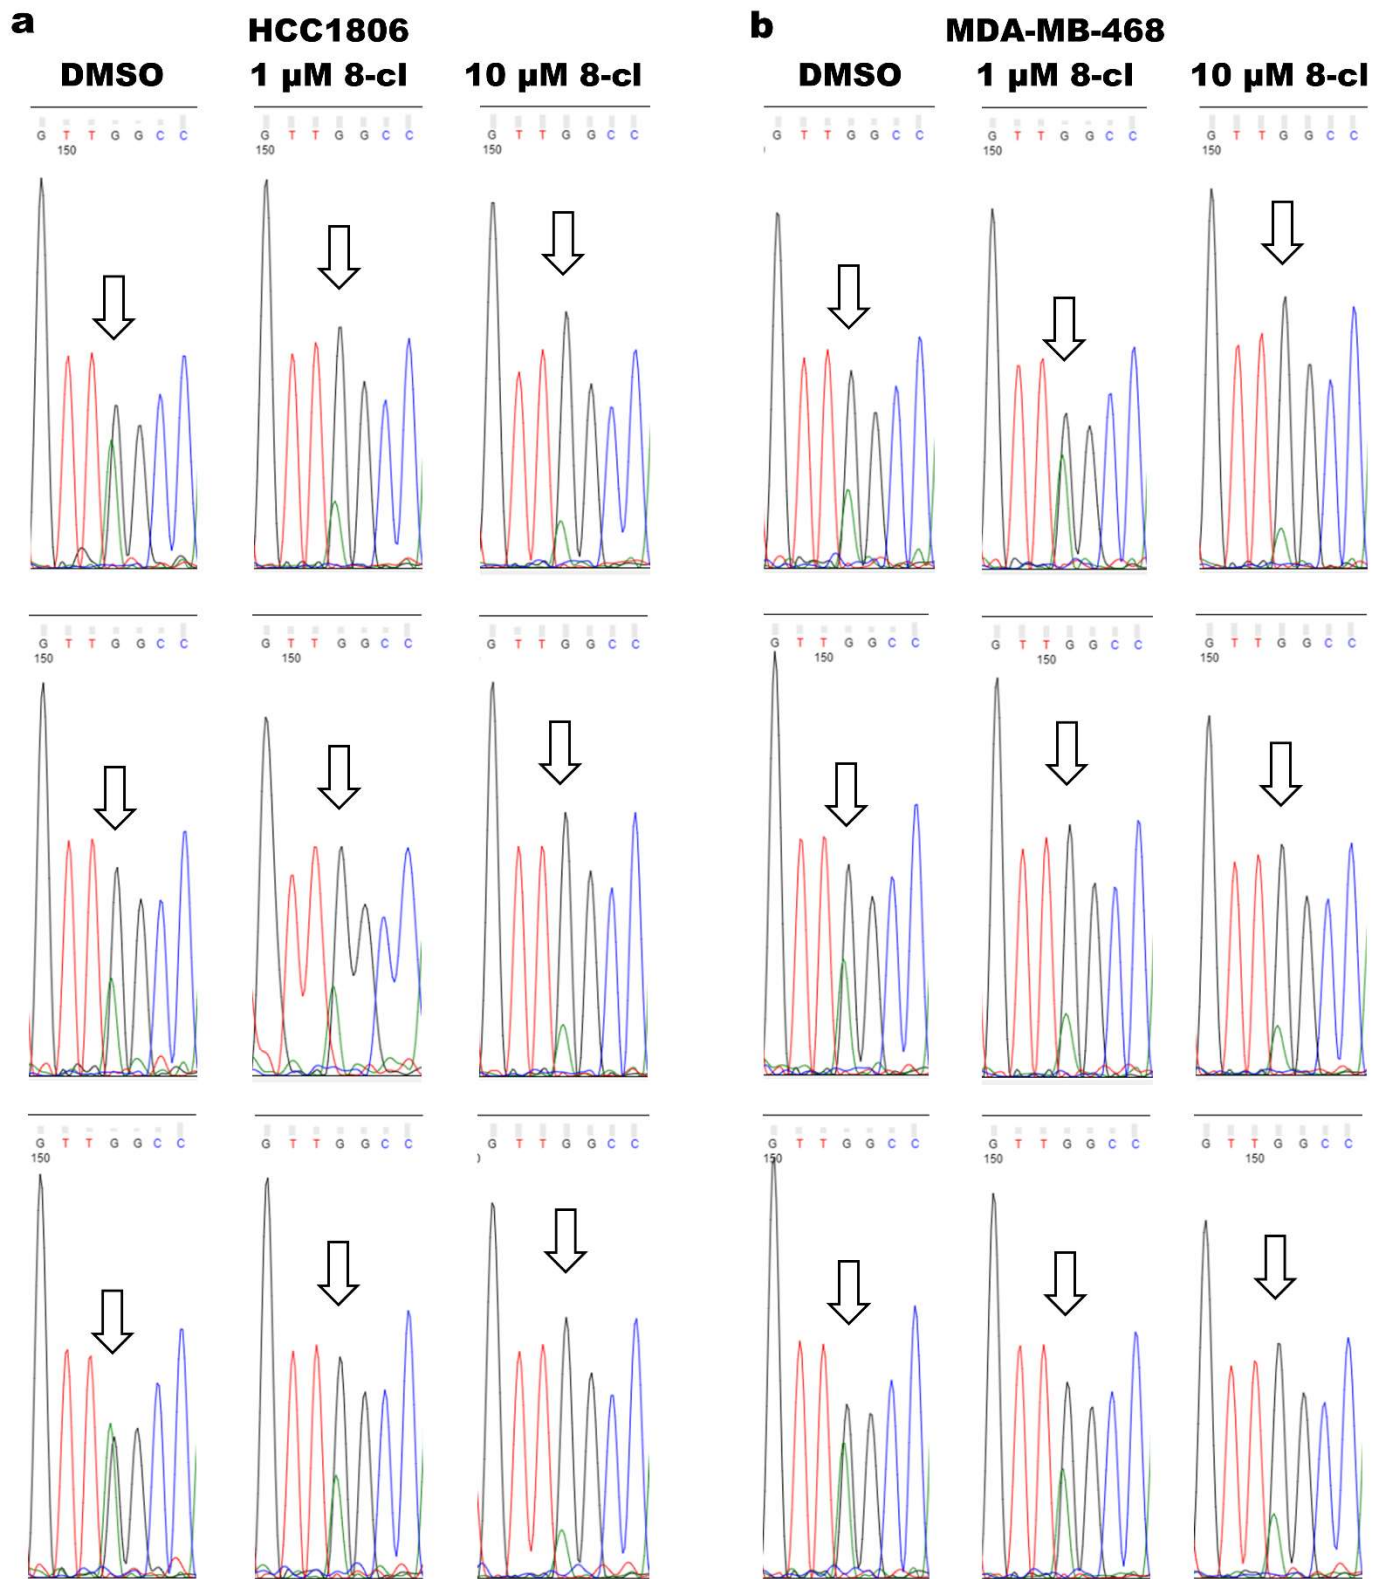 a HCC1806 b MDA-MB-468
DMSO 1 µM 8-cl 10 µM 8-cl DMSO 1 µM 8-cl 10 µM 8-cl
G T T G G C C G T T G G C C G T T G G C C G T T G G C C G T T G G C C G T T G G C C
150 150 150 150 150
G T T G G C C G T T G G C C G T T G G C C G T T G G C C G T T G G C C G T T G G C C
150 150 150 150 150
G T T G G C C G T T G G C C G T T G G C C G T T G G C C G T T G G C C G T T G G C C
150 150 150 150